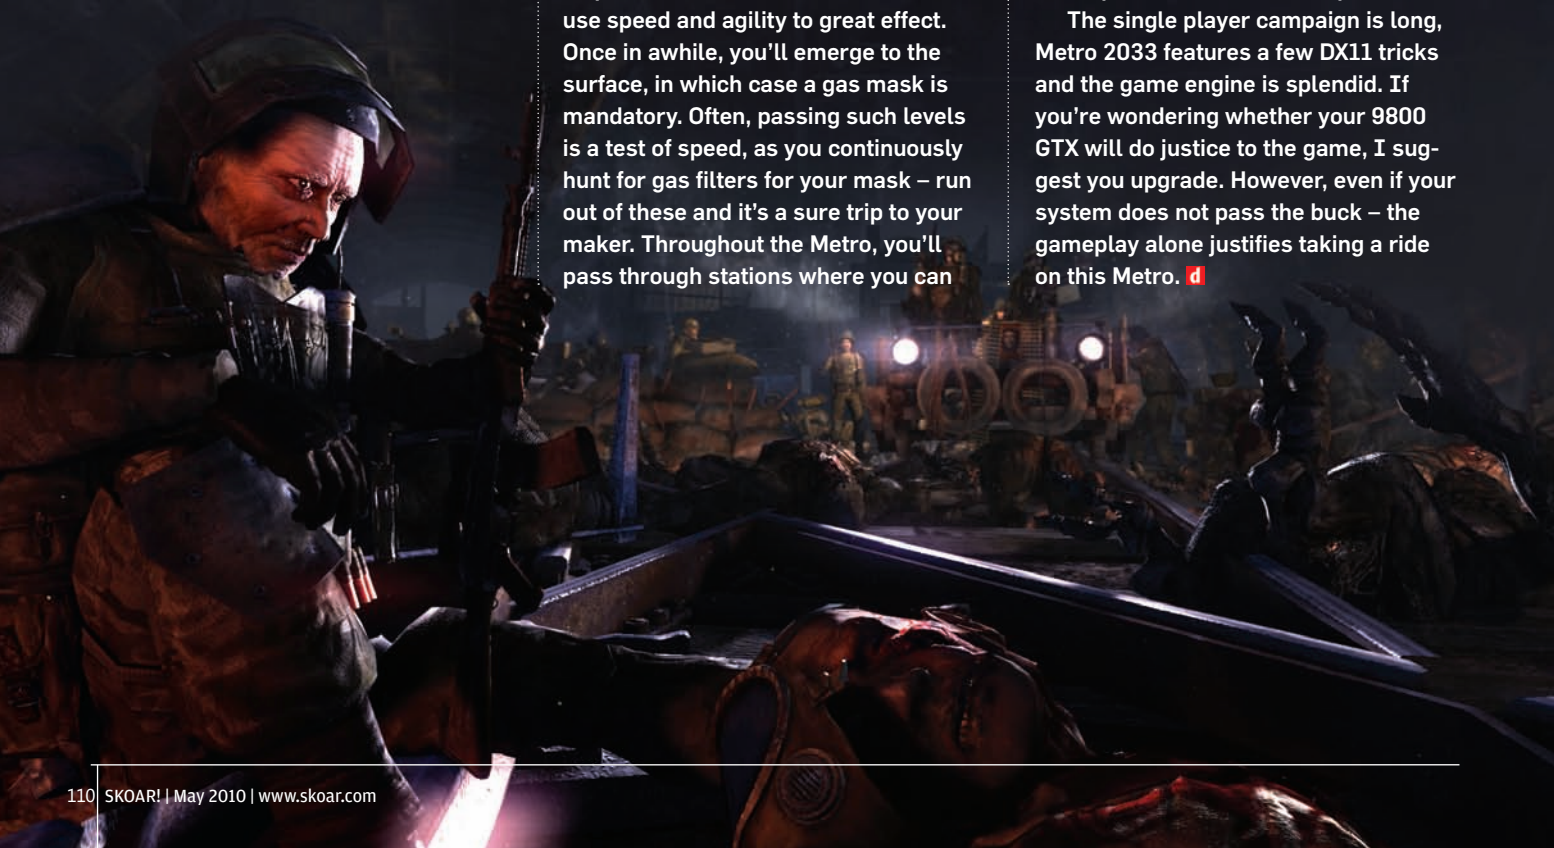 use speed and agility to great effect.
Once in awhile, you’ll emerge to the
surface, in which case a gas mask is
mandatory. Often, passing such levels
is a test of speed, as you continuously
hunt for gas filters for your mask – run
out of these and it’s a sure trip to your
maker. Throughout the Metro, you’ll
pass through stations where you can
The single player campaign is long,
Metro 2033 features a few DX11 tricks
and the game engine is splendid. If
you’re wondering whether your 9800
GTX will do justice to the game, I sug-
gest you upgrade. However, even if your
system does not pass the buck – the
gameplay alone justifies taking a ride
on this Metro. d
110 SKOAR! | May 2010 | www.skoar.com